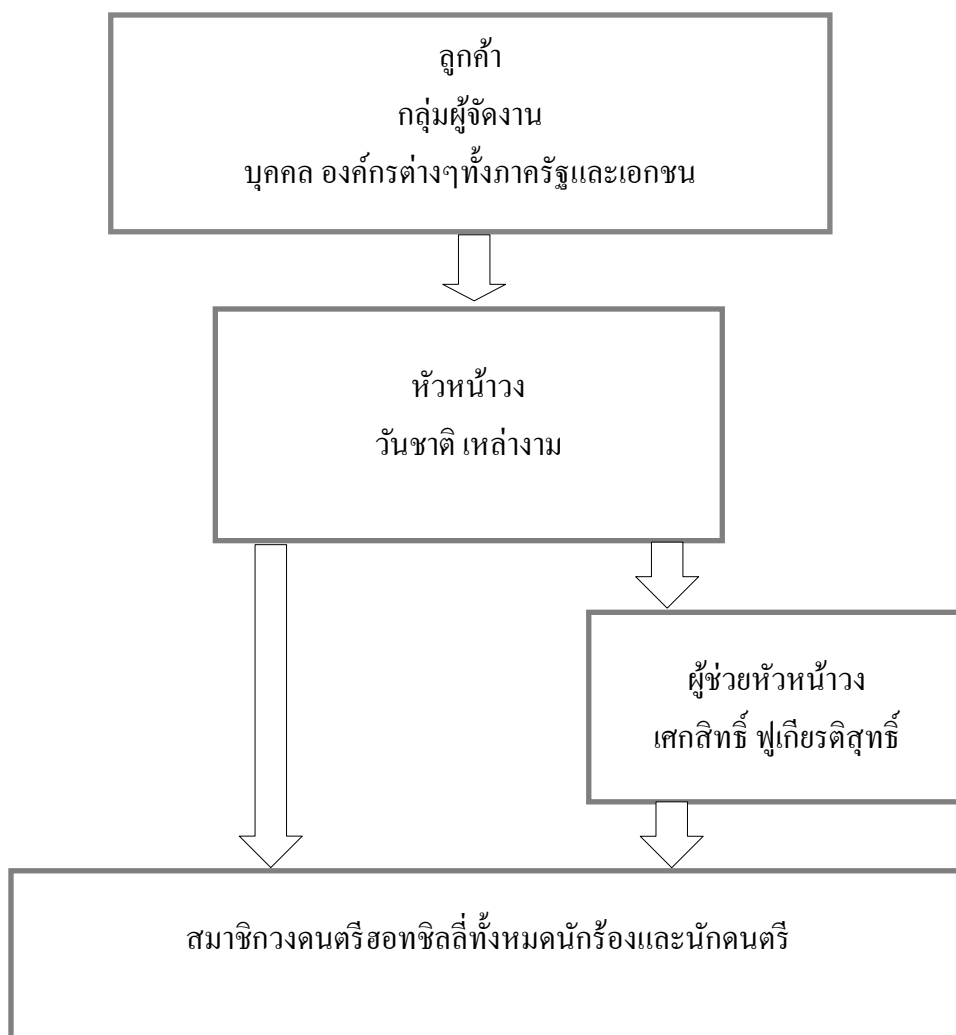 ลูกค้า
กลุ่มผู้จัดงาน
บุคคล องค์กรต่างๆทั้งภาครัฐและเอกชน
หัวหน้าวง
วันชาติ เหล่างาม
ผู้ช่วยหัวหน้าวง
เศกสิทธิ์ ฟูเกียรติสุทธิ์
สมาชิกวงดนตรีฮอทชิลลี่ทั้งหมดนักร้องและนักดนตรี